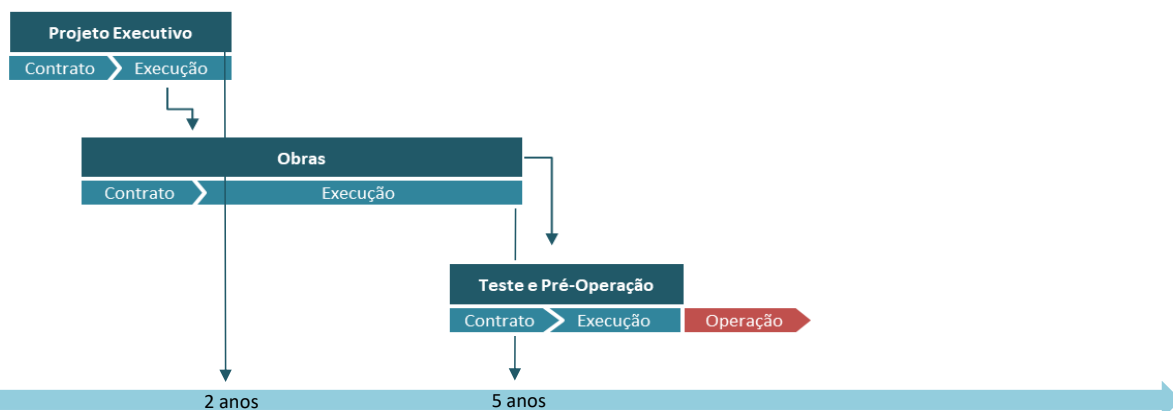 Projeto Executivo
Contrato Execução
Obras
Contrato Execução
Teste e Pré-Operação
Contrato Execução Operação
2 anos 5 anos